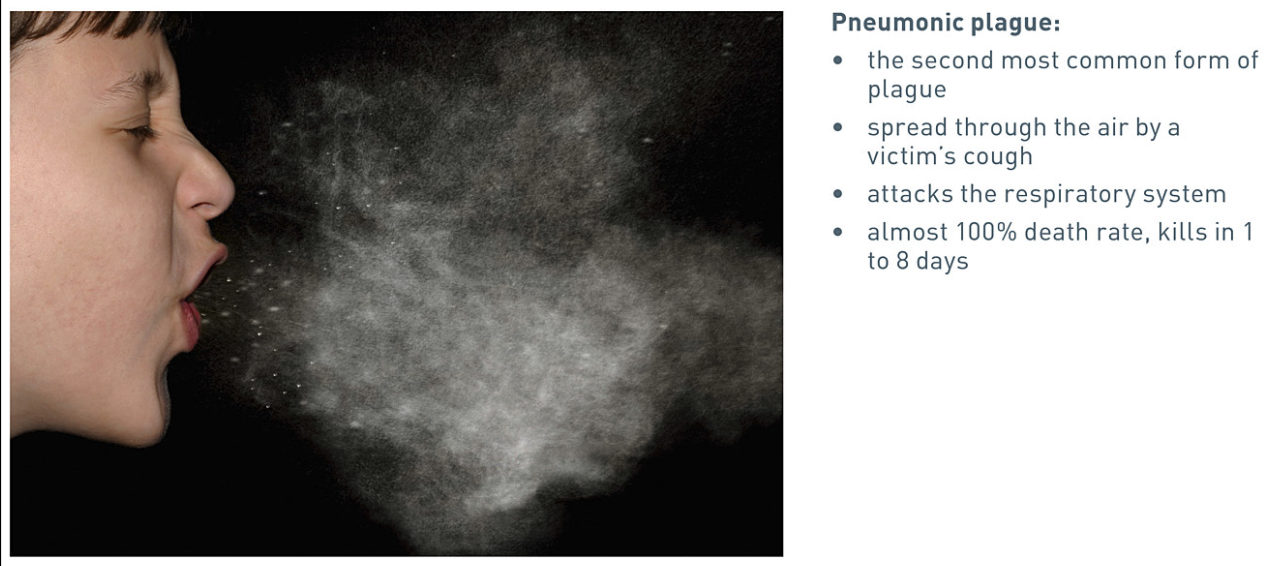 Pneumonic plague:
• the second most common form of
plague
• spread through the air by a
victim's cough
• attacks the respiratory system
• almost 100% death rate, kills in 1
to 8 days